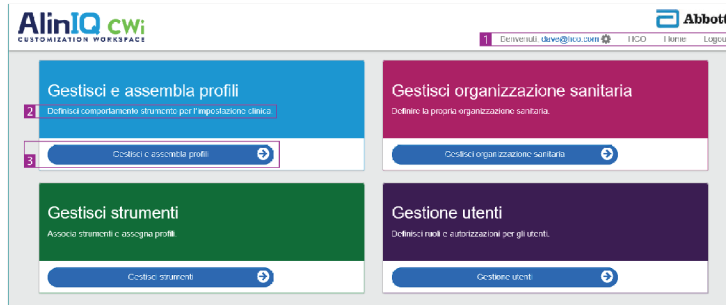 AlinIQ CWi
CUSTOMIZATION WORKSPACE
Abbott
1 Benvenuti, dave@hco.com HCO Home Logout
Gestisci e assembla profili
2 Definisci comportamento strumento per l'impostazione clinica.
3 Gestisci e assembla profili
Gestisci organizzazione sanitaria
Definire la propria organizzazione sanitaria.
Gestisci organizzazione sanitaria
Gestisci strumenti
Associa strumenti e assegna profili.
Gestisci strumenti
Gestione utenti
Definisci ruoli e autorizzazioni per gli utenti.
Gestione utenti